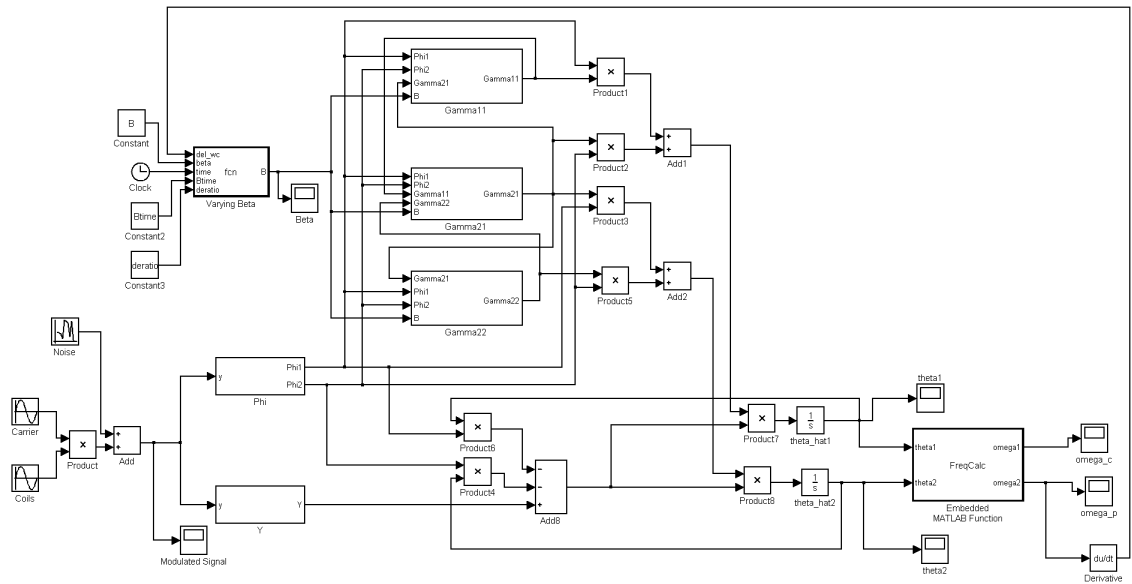 Phi1
Phi2
Gamma21
B
Gamma11
Gamma11
×
Product1
B
Constant
Clock
Btime
Constant2
deratio
Constant3
del_wc
beta
time
Btime
deratio
fcn
B
Varying Beta
Beta
Phi1
Phi2
Gamma11
Gamma22
B
Gamma21
Gamma21
×
Product2
+
+
Add1
×
Product3
Gamma21
Phi1
Phi2
B
Gamma22
Gamma22
×
Product5
+
+
Add2
Noise
Carrier
Coils
×
Product
+
+
Add
y
Phi1
Phi2
Phi
y
Y
Y
Modulated Signal
×
Product6
×
Product4
−
−
+
Add8
×
Product7
1
s
theta_hat1
×
Product8
1
s
theta_hat2
theta1
theta2
theta1
theta2
FreqCalc
omega1
omega2
Embedded
MATLAB Function
omega_c
omega_p
du/dt
Derivative